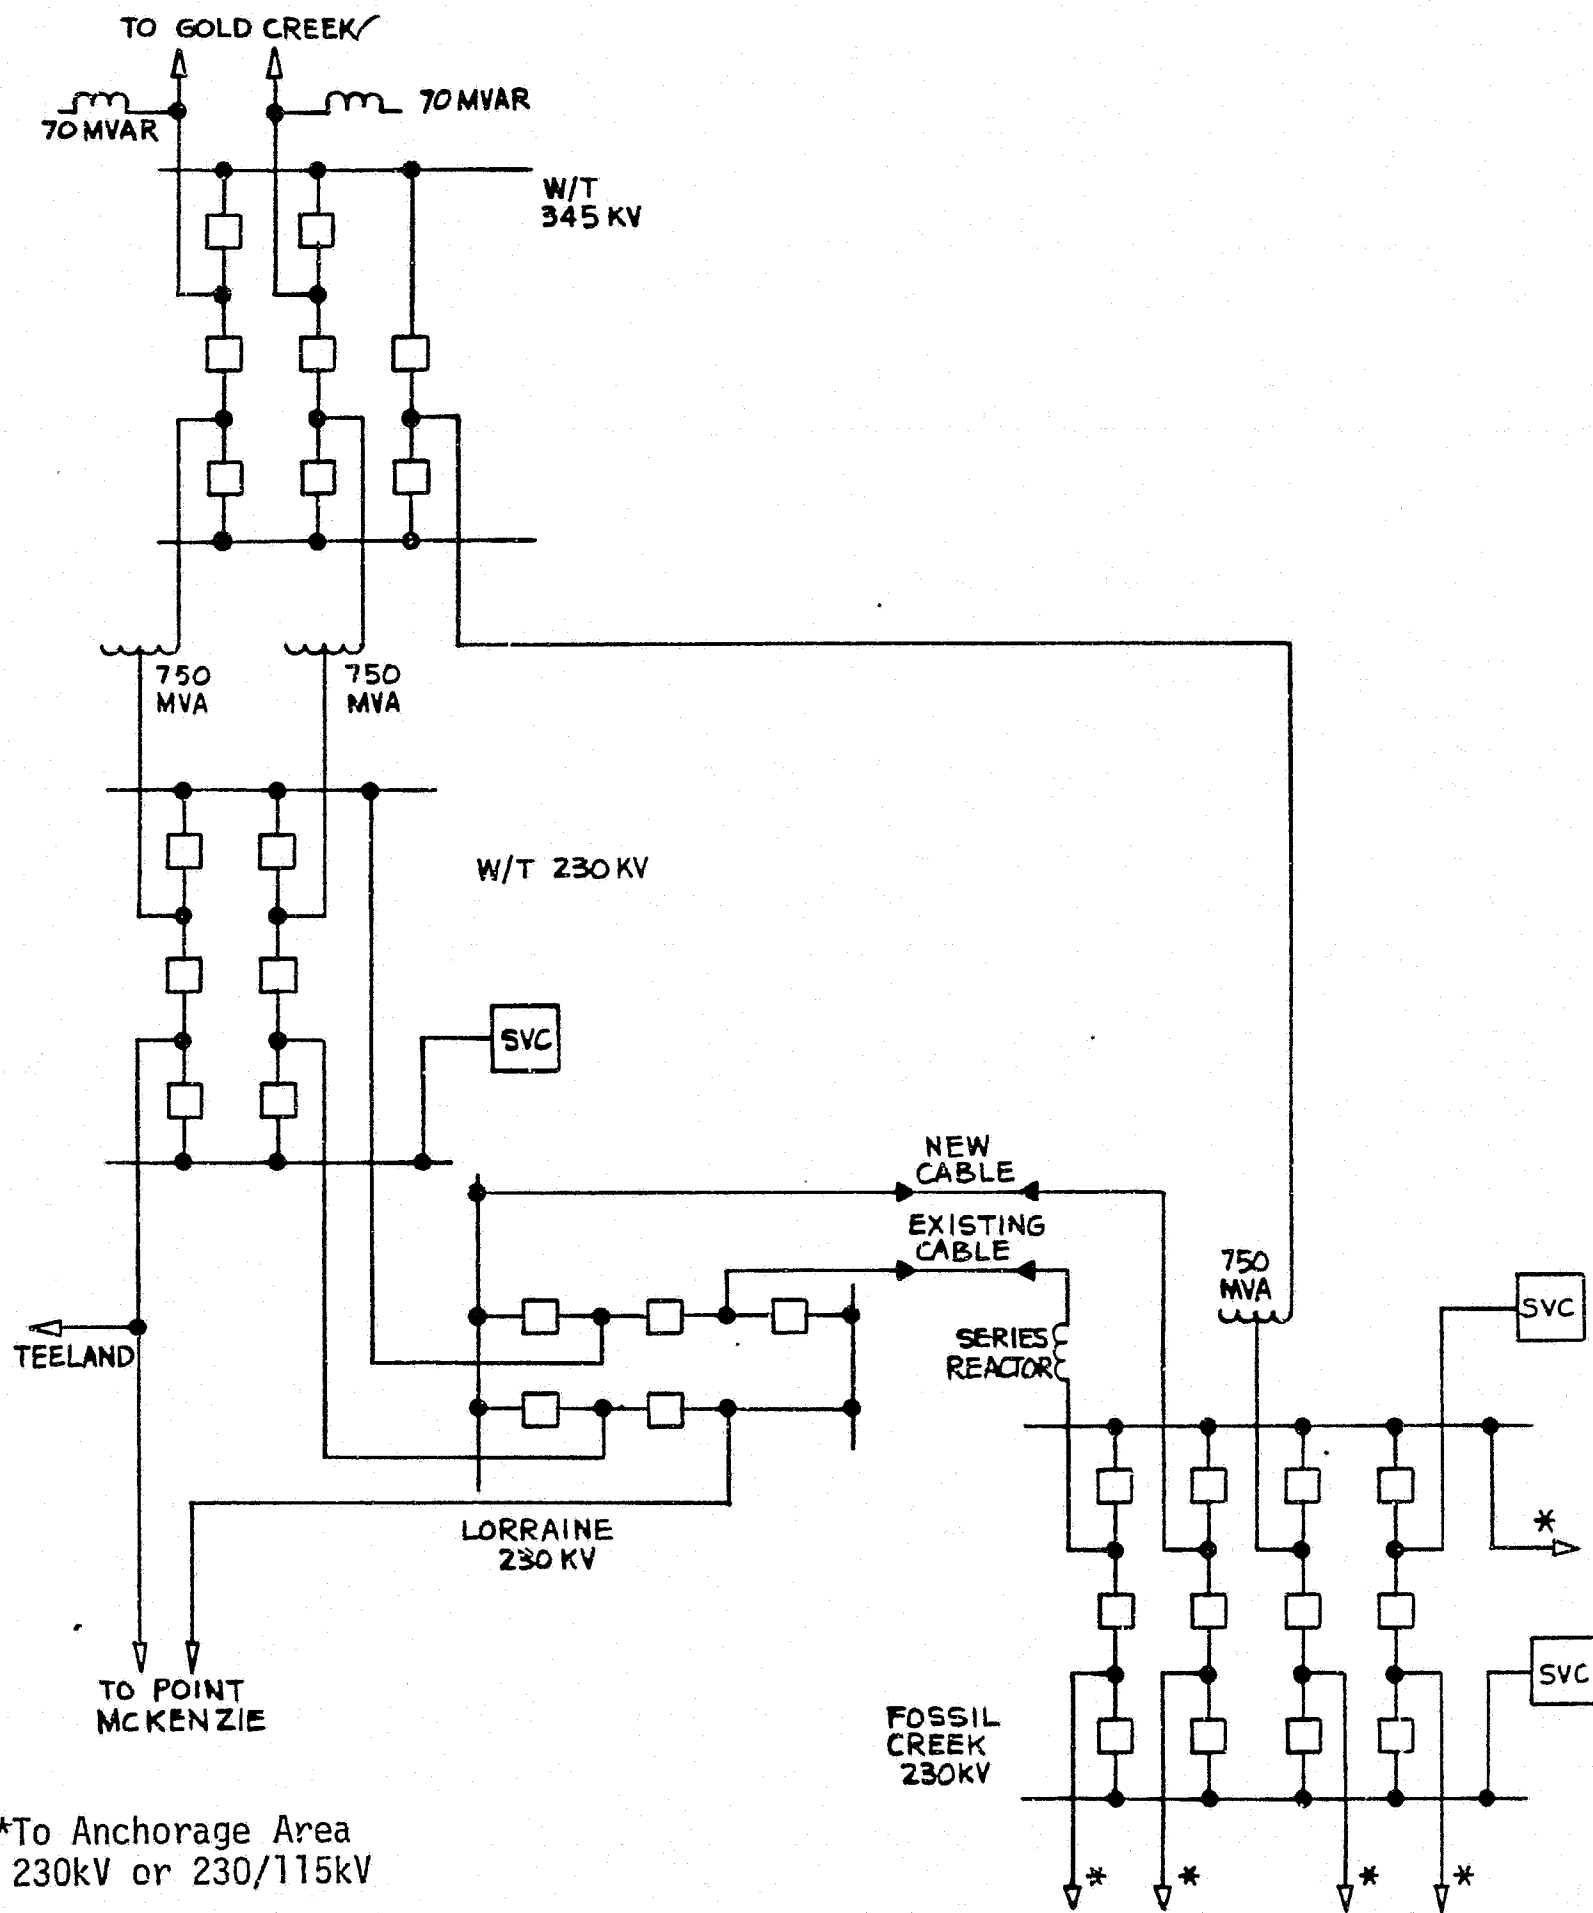 TO GOLD CREEK
70 MVAR
70 MVAR
W/T
345 KV
750
MVA
750
MVA
W/T 230 KV
SVC
NEW
CABLE
EXISTING
CABLE
750
MVA
SVC
TEELAND
SERIES
REACTOR
*
LORRAINE
230 KV
SVC
TO POINT
MCKENZIE
FOSSIL
CREEK
230KV
*To Anchorage Area
230kV or 230/115kV
*
*
*
*